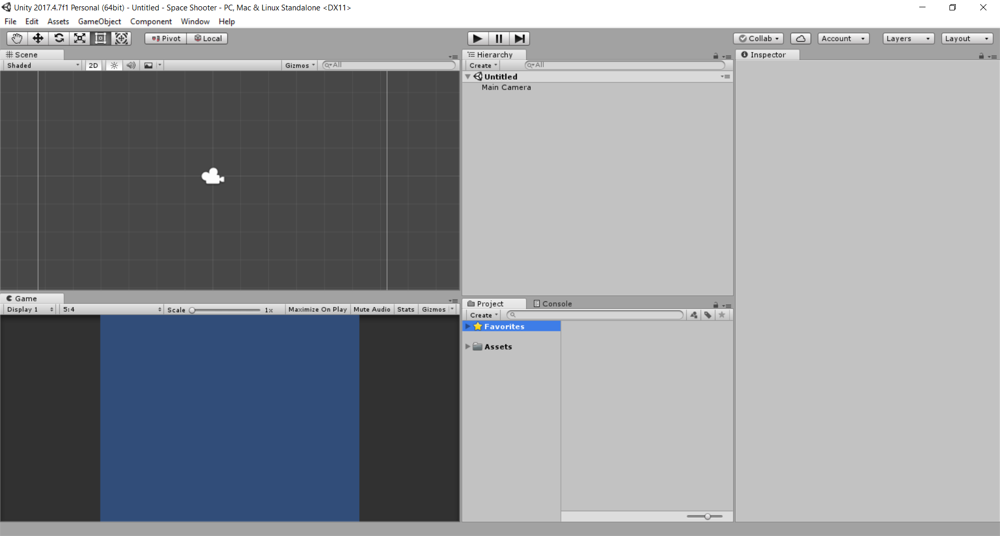 Unity 2017.4.7f1 Personal (64bit) - Untitled - Space Shooter - PC, Mac & Linux Standalone <DX11>
File Edit Assets GameObject Component Window Help
Pivot Local Collab Account Layers Layout
Scene
Shaded 2D Gizmos All
Hierarchy
Create All
Untitled
Main Camera
Inspector
Game
Display 1 5:4 Scale 1x Maximize On Play Mute Audio Stats Gizmos
Project Console
Create
Favorites
Assets